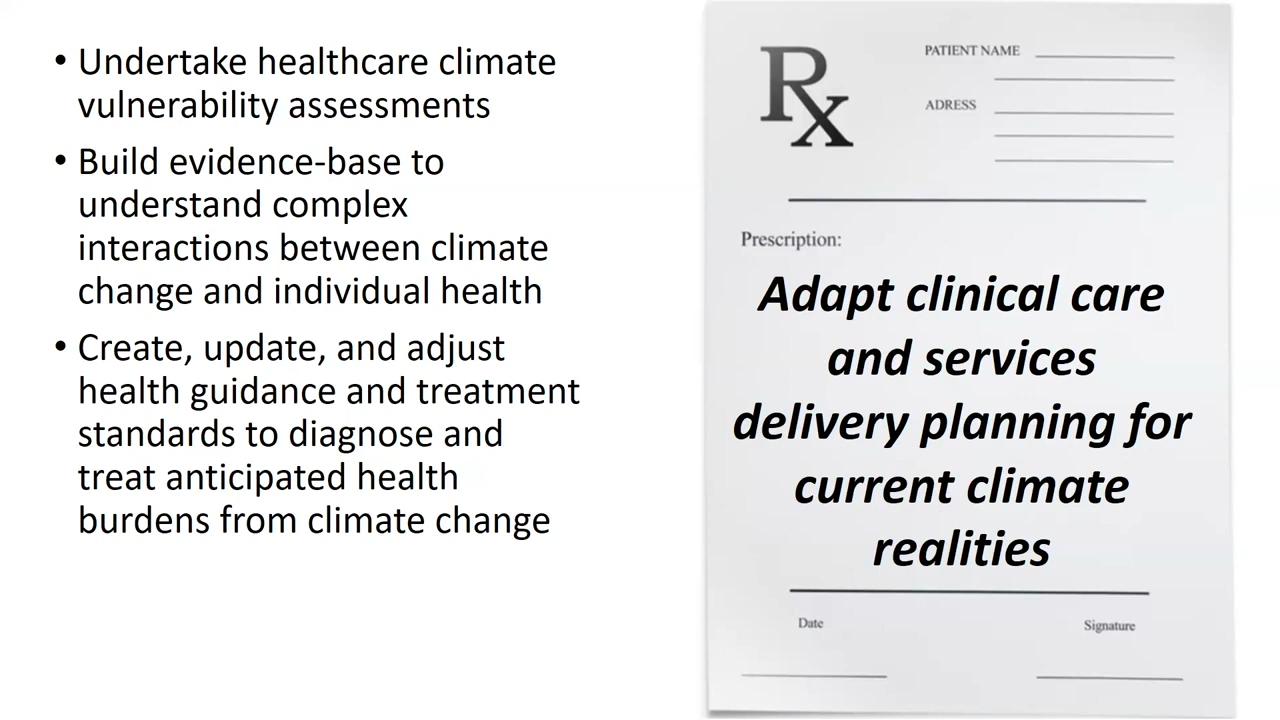 • Undertake healthcare climate
vulnerability assessments
• Build evidence-base to
understand complex
interactions between climate
change and individual health
• Create, update, and adjust
health guidance and treatment
standards to diagnose and
treat anticipated health
burdens from climate change
Rx
PATIENT NAME
ADRESS
Prescription:
Adapt clinical care
and services
delivery planning for
current climate
realities
Date
Signature